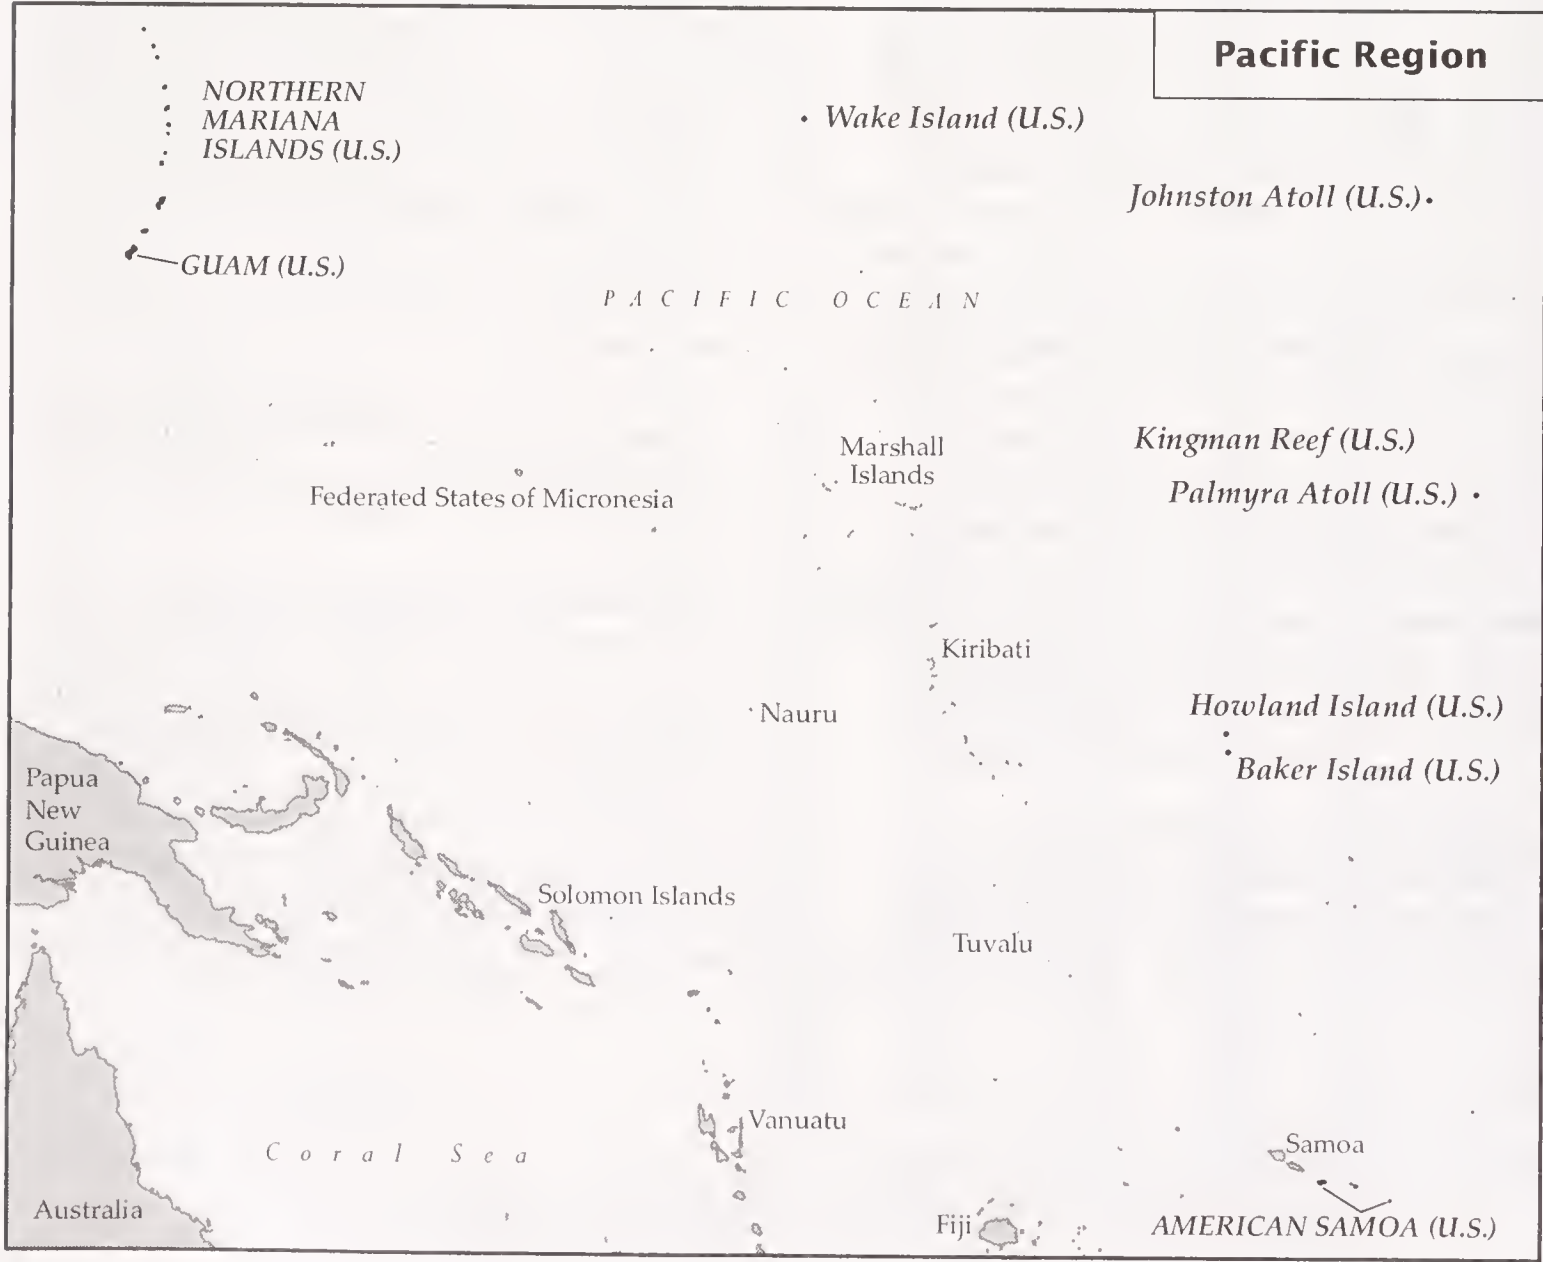 Pacific Region
NORTHERN
MARIANA
ISLANDS (U.S.)
Wake Island (U.S.)
Johnston Atoll (U.S.)
GUAM (U.S.)
PACIFIC OCEAN
Marshall
Islands
Kingman Reef (U.S.)
Federated States of Micronesia
Palmyra Atoll (U.S.)
Kiribati
Nauru
Howland Island (U.S.)
Baker Island (U.S.)
Papua
New
Guinea
Solomon Islands
Tuvalu
Vanuatu
Coral Sea
Samoa
Australia
Fiji
AMERICAN SAMOA (U.S.)